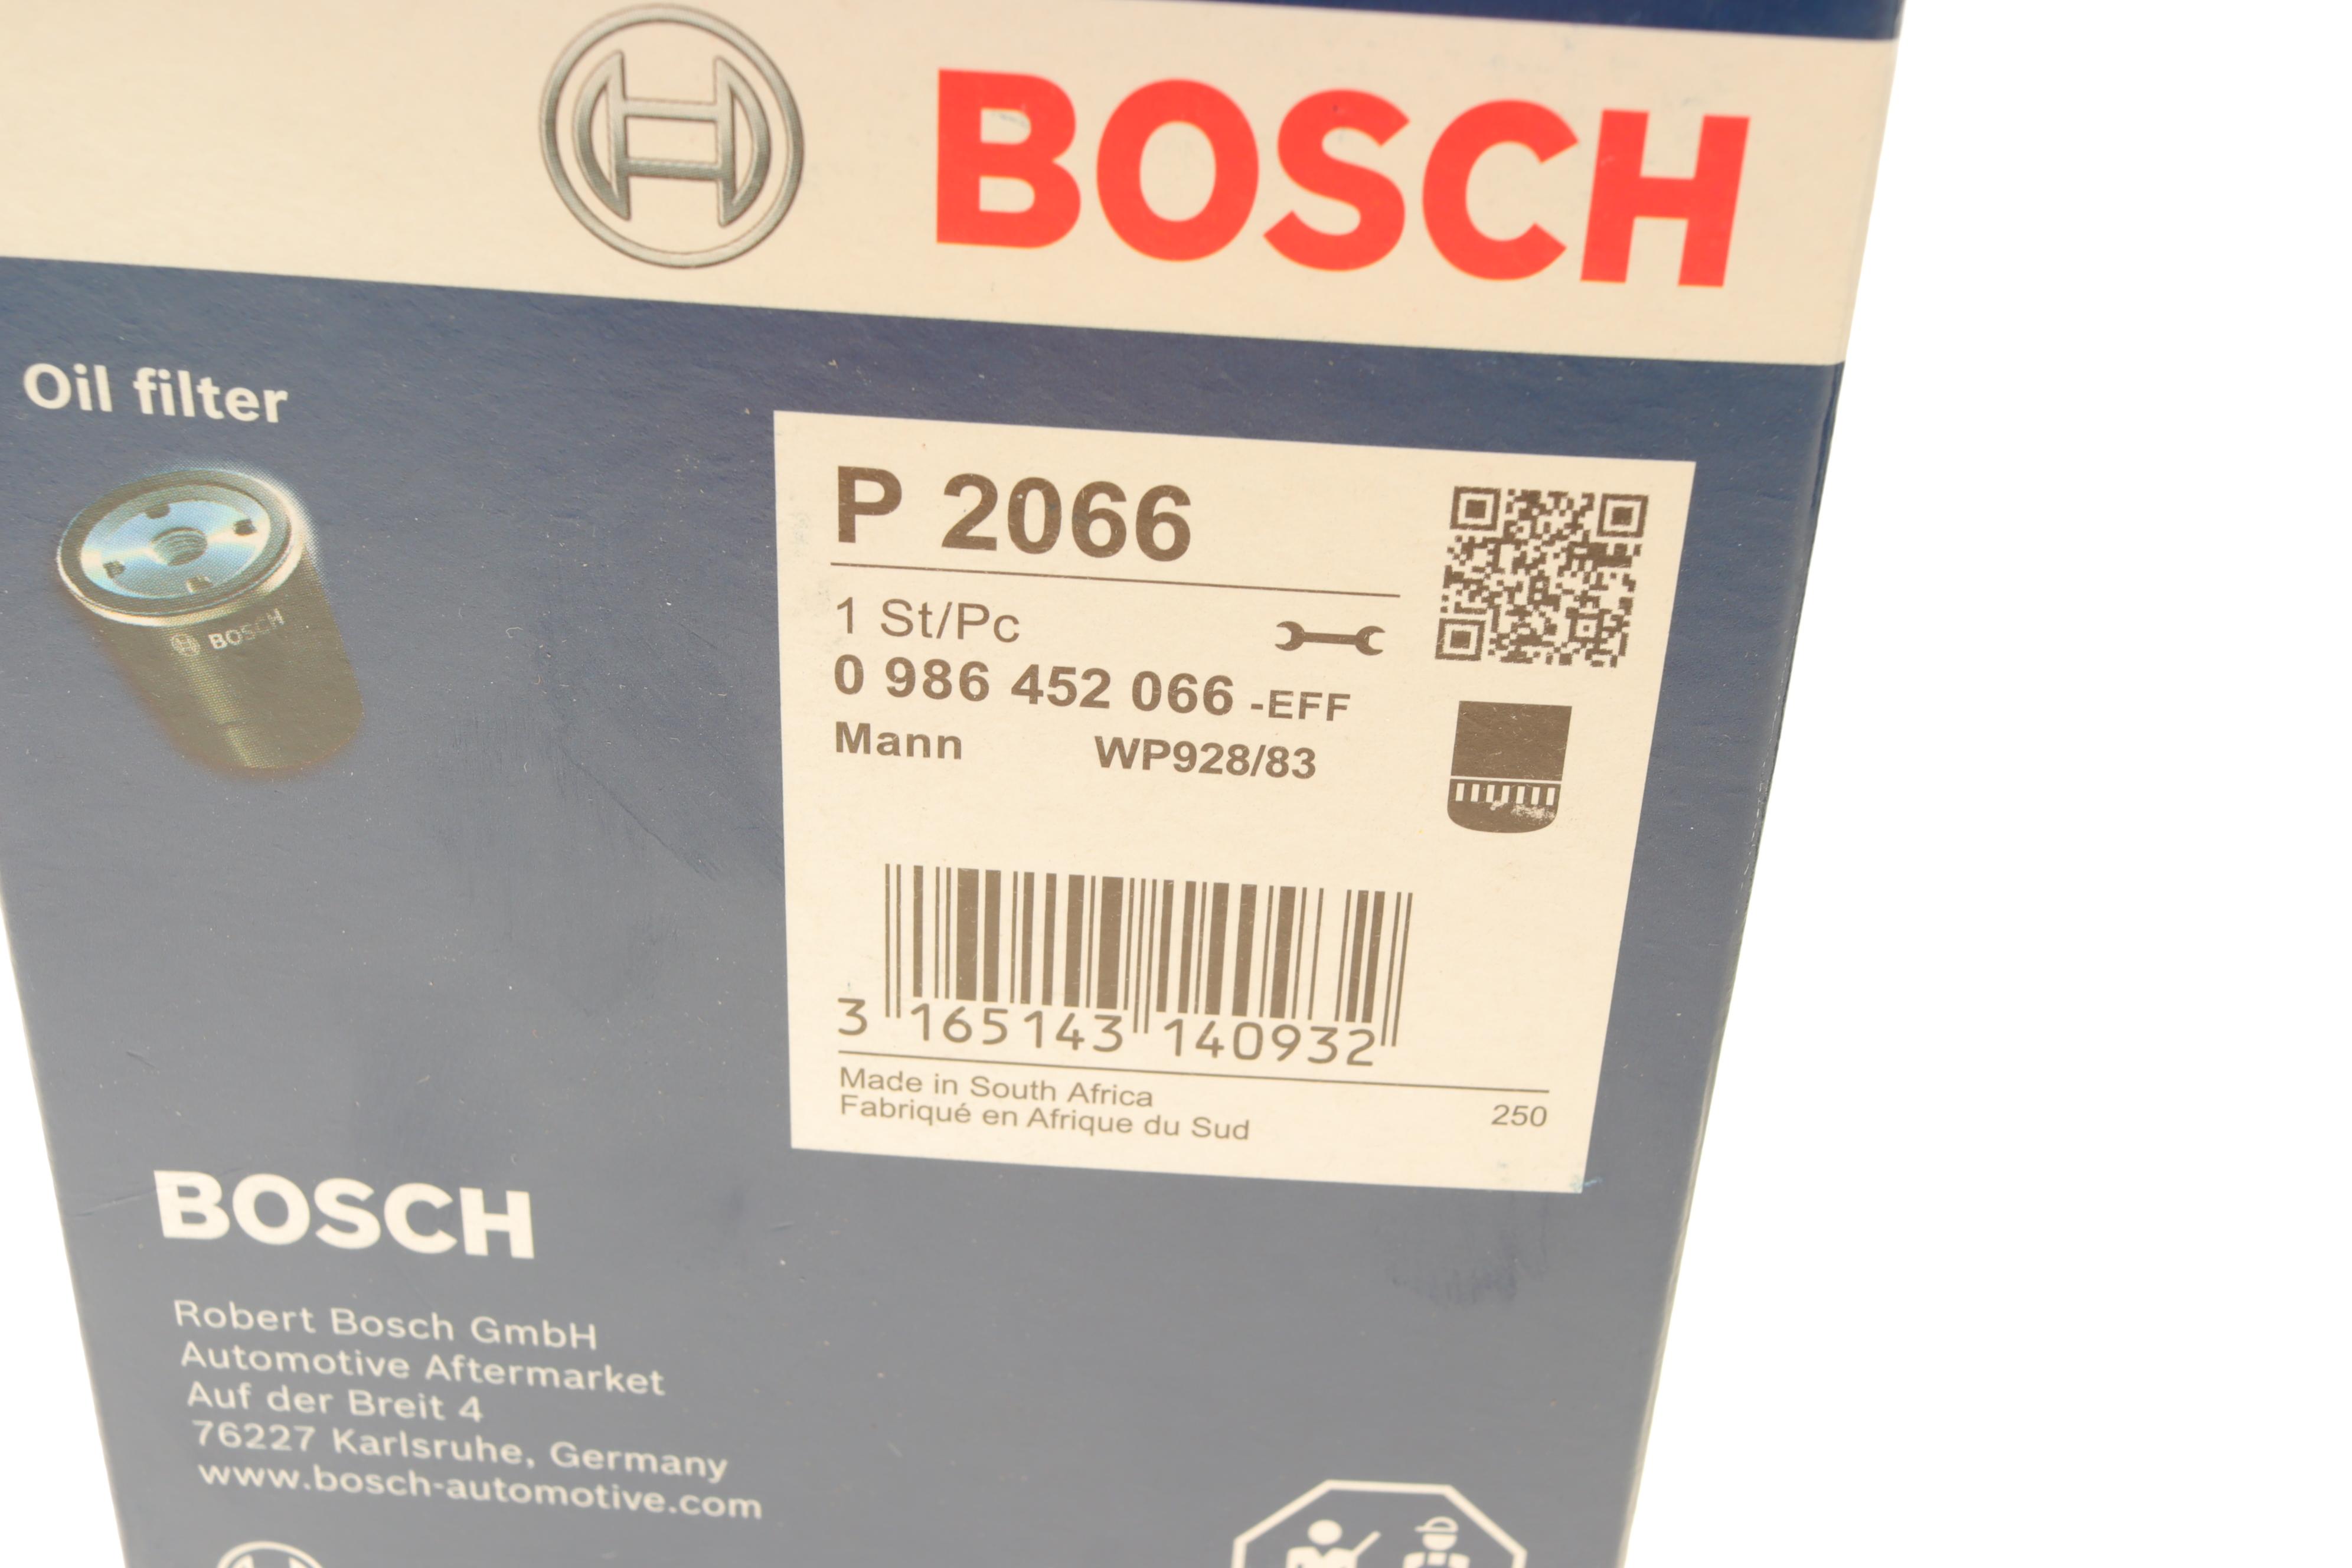 BOSCH
Oil filter
BOSCH
P 2066
1 St/Pc
0 986 452 066 -EFF
Mann WP928/83
3 165143 140932
Made in South Africa
Fabriqué en Afrique du Sud
250
BOSCH
Robert Bosch GmbH
Automotive Aftermarket
Auf der Breit 4
76227 Karlsruhe, Germany
www.bosch-automotive.com